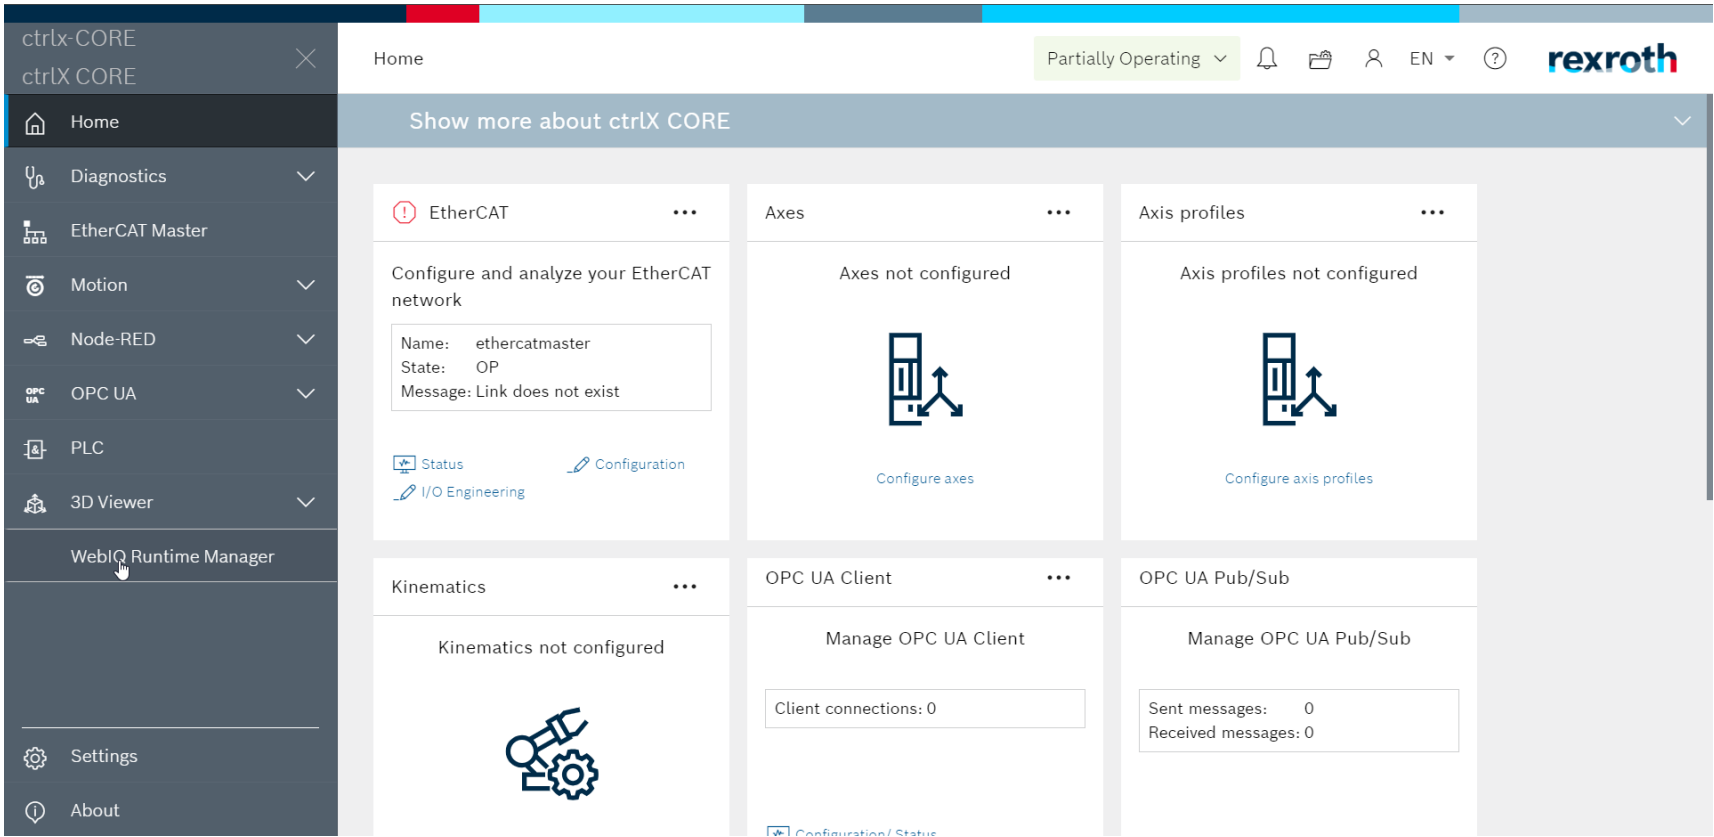 ctrlx-CORE
ctrlX CORE
Home
Diagnostics
EtherCAT Master
Motion
Node-RED
OPC UA
OPC UA
PLC
&
3D Viewer
WebIQ Runtime Manager
Settings
About
Home
Partially Operating
EN
?
rexroth
Show more about ctrlX CORE
! EtherCAT
Configure and analyze your EtherCAT
network
Name: ethercatmaster
State: OP
Message: Link does not exist
Status
Configuration
I/O Engineering
Axes
Axes not configured
Configure axes
Axis profiles
Axis profiles not configured
Configure axis profiles
Kinematics
Kinematics not configured
OPC UA Client
Manage OPC UA Client
Client connections: 0
Configuration/ Status
OPC UA Pub/Sub
Manage OPC UA Pub/Sub
Sent messages: 0
Received messages: 0